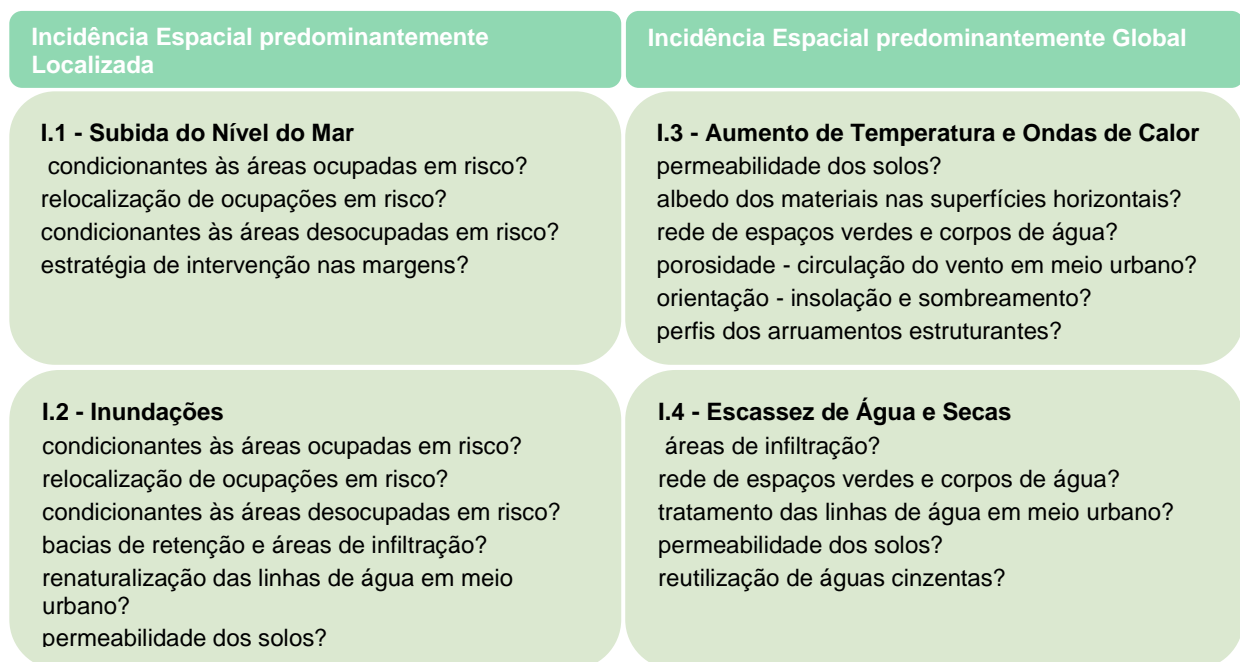 Incidência Espacial predominantemente
Localizada
Incidência Espacial predominantemente Global
I.1 - Subida do Nível do Mar
condicionantes às áreas ocupadas em risco?
relocalização de ocupações em risco?
condicionantes às áreas desocupadas em risco?
estratégia de intervenção nas margens?
I.3 - Aumento de Temperatura e Ondas de Calor
permeabilidade dos solos?
albedo dos materiais nas superfícies horizontais?
rede de espaços verdes e corpos de água?
porosidade - circulação do vento em meio urbano?
orientação - insolação e sombreamento?
perfis dos arruamentos estruturantes?
I.2 - Inundações
condicionantes às áreas ocupadas em risco?
relocalização de ocupações em risco?
condicionantes às áreas desocupadas em risco?
bacias de retenção e áreas de infiltração?
renaturalização das linhas de água em meio
urbano?
permeabilidade dos solos?
I.4 - Escassez de Água e Secas
áreas de infiltração?
rede de espaços verdes e corpos de água?
tratamento das linhas de água em meio urbano?
permeabilidade dos solos?
reutilização de águas cinzentas?